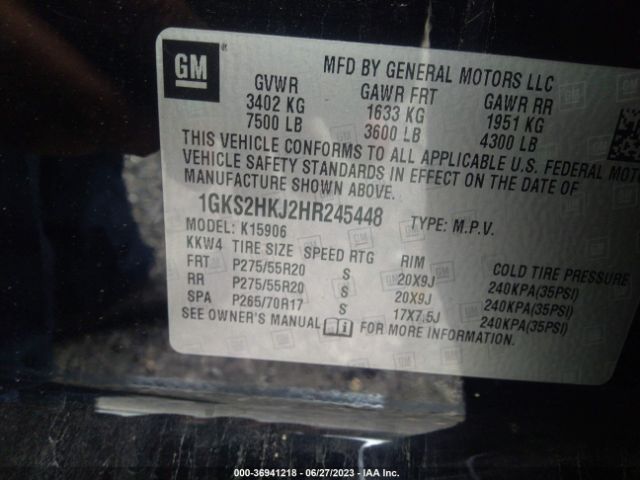 GM®
MFD BY GENERAL MOTORS LLC
GVWR GAWR FRT GAWR RR
3402 KG 1633 KG 1951 KG
7500 LB 3600 LB 4300 LB
THIS VEHICLE CONFORMS TO ALL APPLICABLE U.S. FEDERAL MOT
VEHICLE SAFETY STANDARDS IN EFFECT ON THE DATE OF
MANUFACTURE SHOWN ABOVE.
1GKS2HKJ2HR245448 TYPE: M.P.V.
MODEL: K15906
KKW4 TIRE SIZE SPEED RTG RIM COLD TIRE PRESSURE
FRT P275/55R20 S 20X9J 240KPA(35PSI)
RR P275/55R20 S 20X9J 240KPA(35PSI)
SPA P265/70R17 S 17X7.5J 240KPA(35PSI)
SEE OWNER'S MANUAL FOR MORE INFORMATION.
000-36941218 - 06/27/2023 - IAA Inc.